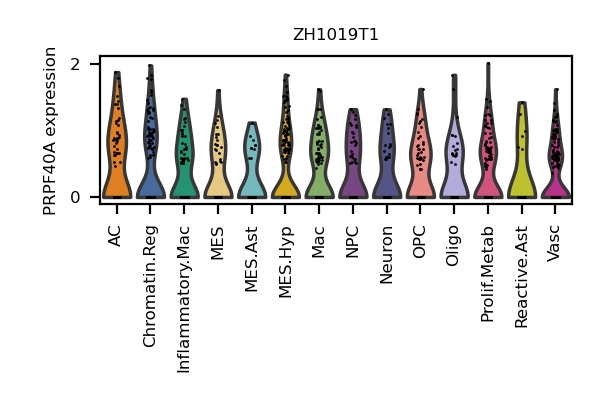 ZH1019T1
PRPF40A expression
2
0
AC
Chromatin.Reg
Inflammatory.Mac
MES
MES.Ast
MES.Hyp
Mac
NPC
Neuron
OPC
Oligo
Prolif.Metab
Reactive.Ast
Vasc